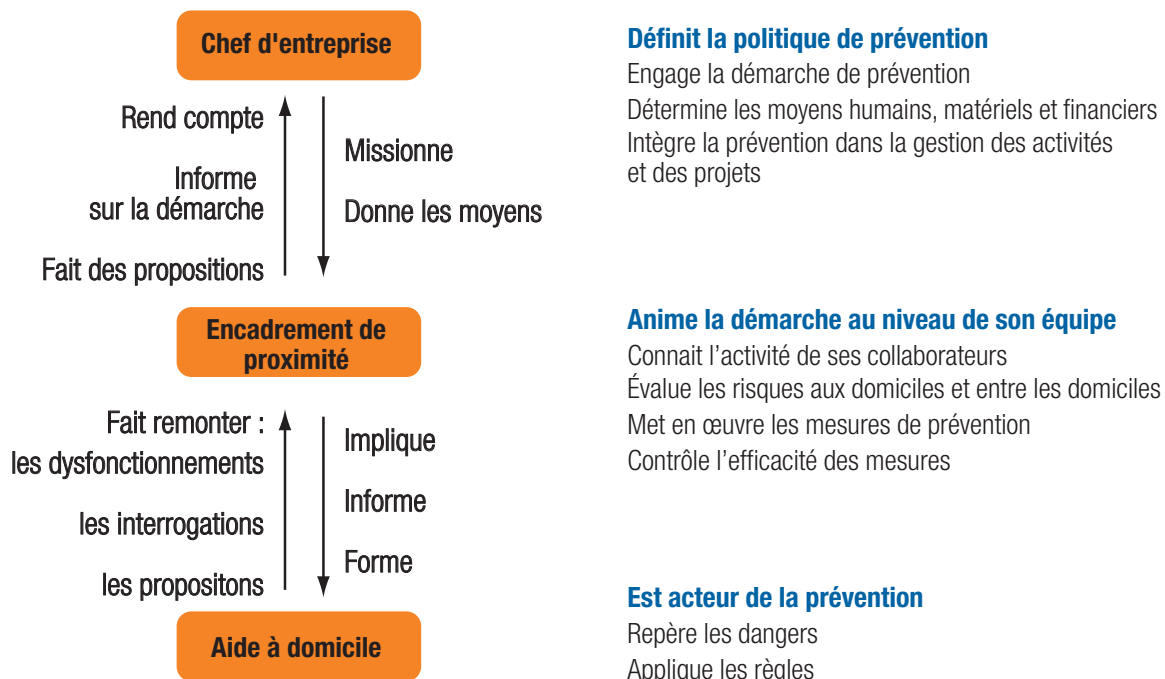 Chef d'entreprise
Rend compte
Informe
sur la démarche
Fait des propositions
Missionne
Donne les moyens
Définit la politique de prévention
Engage la démarche de prévention
Détermine les moyens humains, matériels et financiers
Intègre la prévention dans la gestion des activités
et des projets
Encadrement de
proximité
Fait remonter :
les dysfonctionnements
les interrogations
les propositons
Implique
Informe
Forme
Anime la démarche au niveau de son équipe
Connait l’activité de ses collaborateurs
Évalue les risques aux domiciles et entre les domiciles
Met en œuvre les mesures de prévention
Contrôle l’efficacité des mesures
Aide à domicile
Est acteur de la prévention
Repère les dangers
Applique les règles